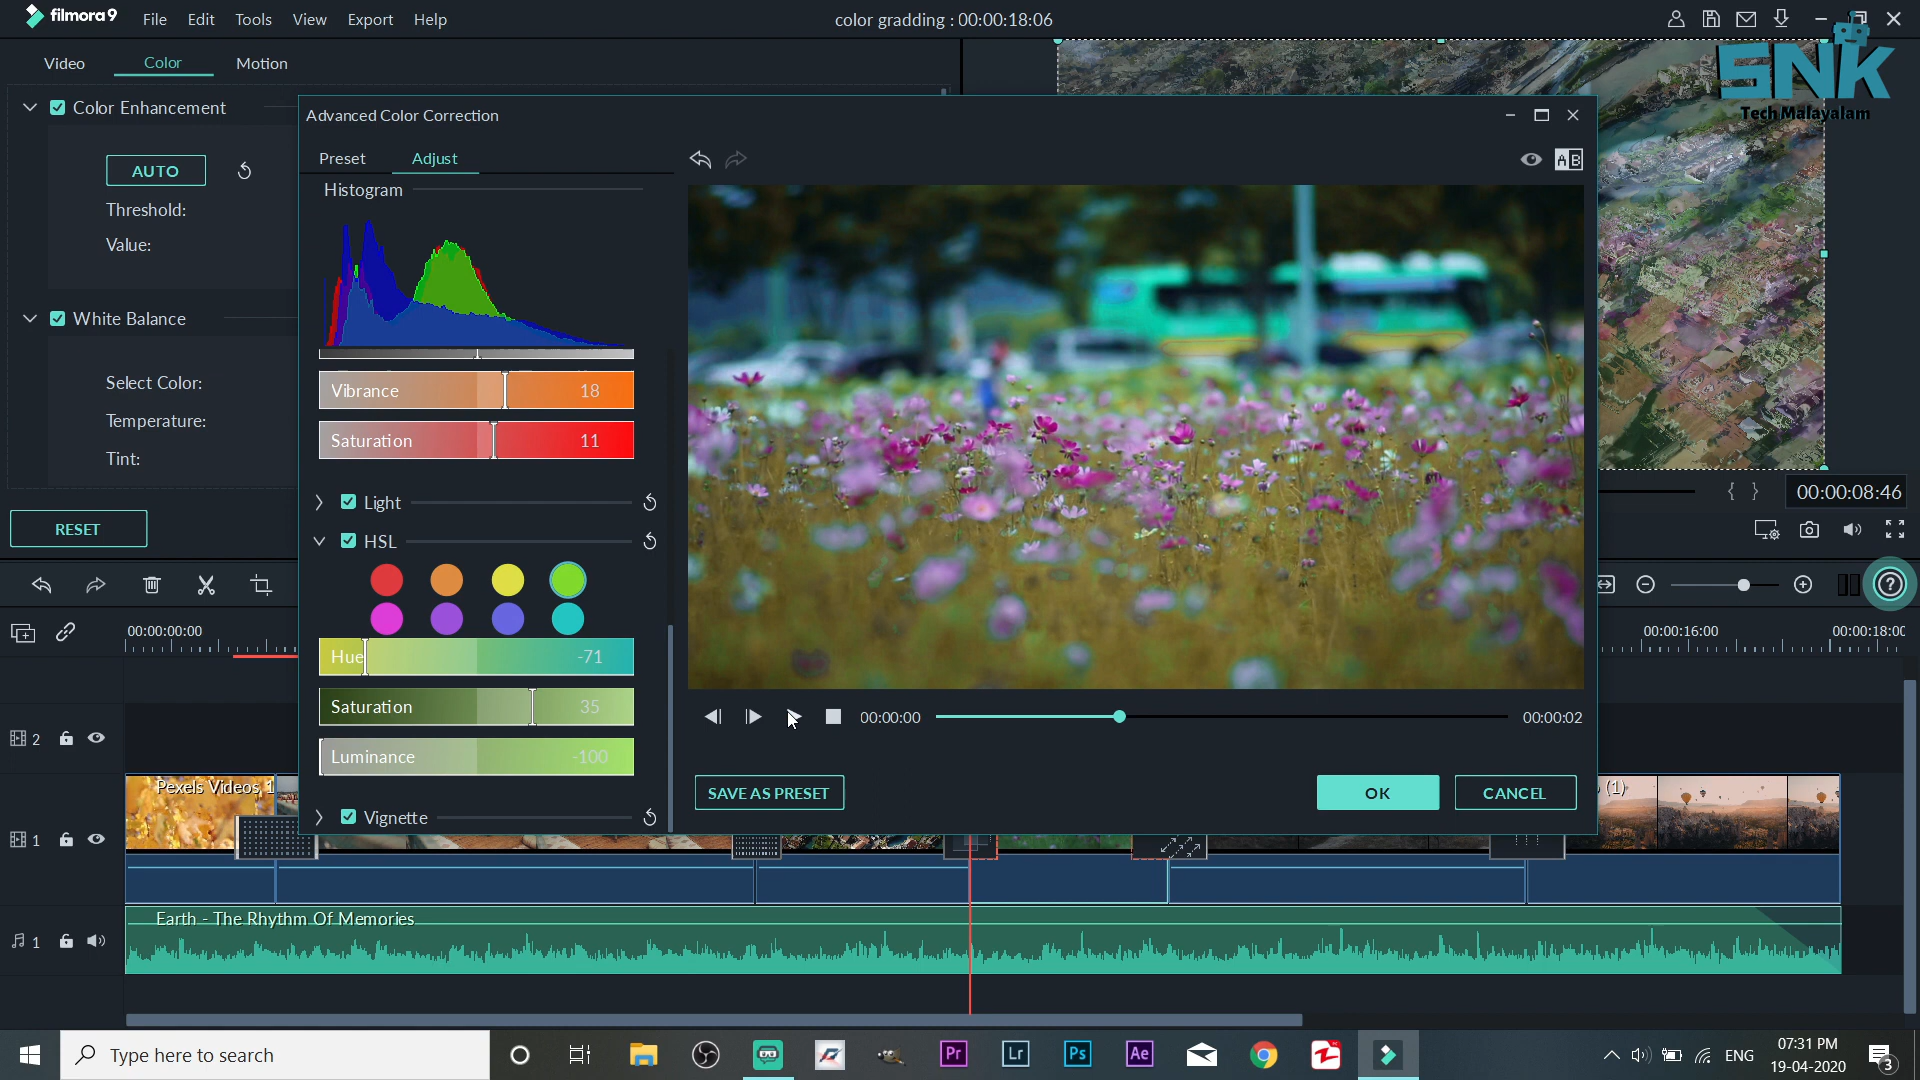 filmora9 File Edit Tools View Export Help
color gradding : 00:00:18:06
SNK
Tech Malayalam
Video Color Motion
Color Enhancement
AUTO
Threshold:
Value:
White Balance
Select Color:
Temperature:
Tint:
RESET
Advanced Color Correction
Preset Adjust
Histogram
Vibrance 18
Saturation 11
Light
HSL
Hue -71
Saturation 35
Luminance -100
Vignette
A B
00:00:00 00:00:02
SAVE AS PRESET OK CANCEL
{ } 00:00:08:46
00:00:00:00 00:00:16:00 00:00:18:00
2
Pexels Videos 1
(1)
1
Earth - The Rhythm Of Memories
1
Type here to search
Pr Lr Ps Ae
ENG
07:31 PM
19-04-2020
3